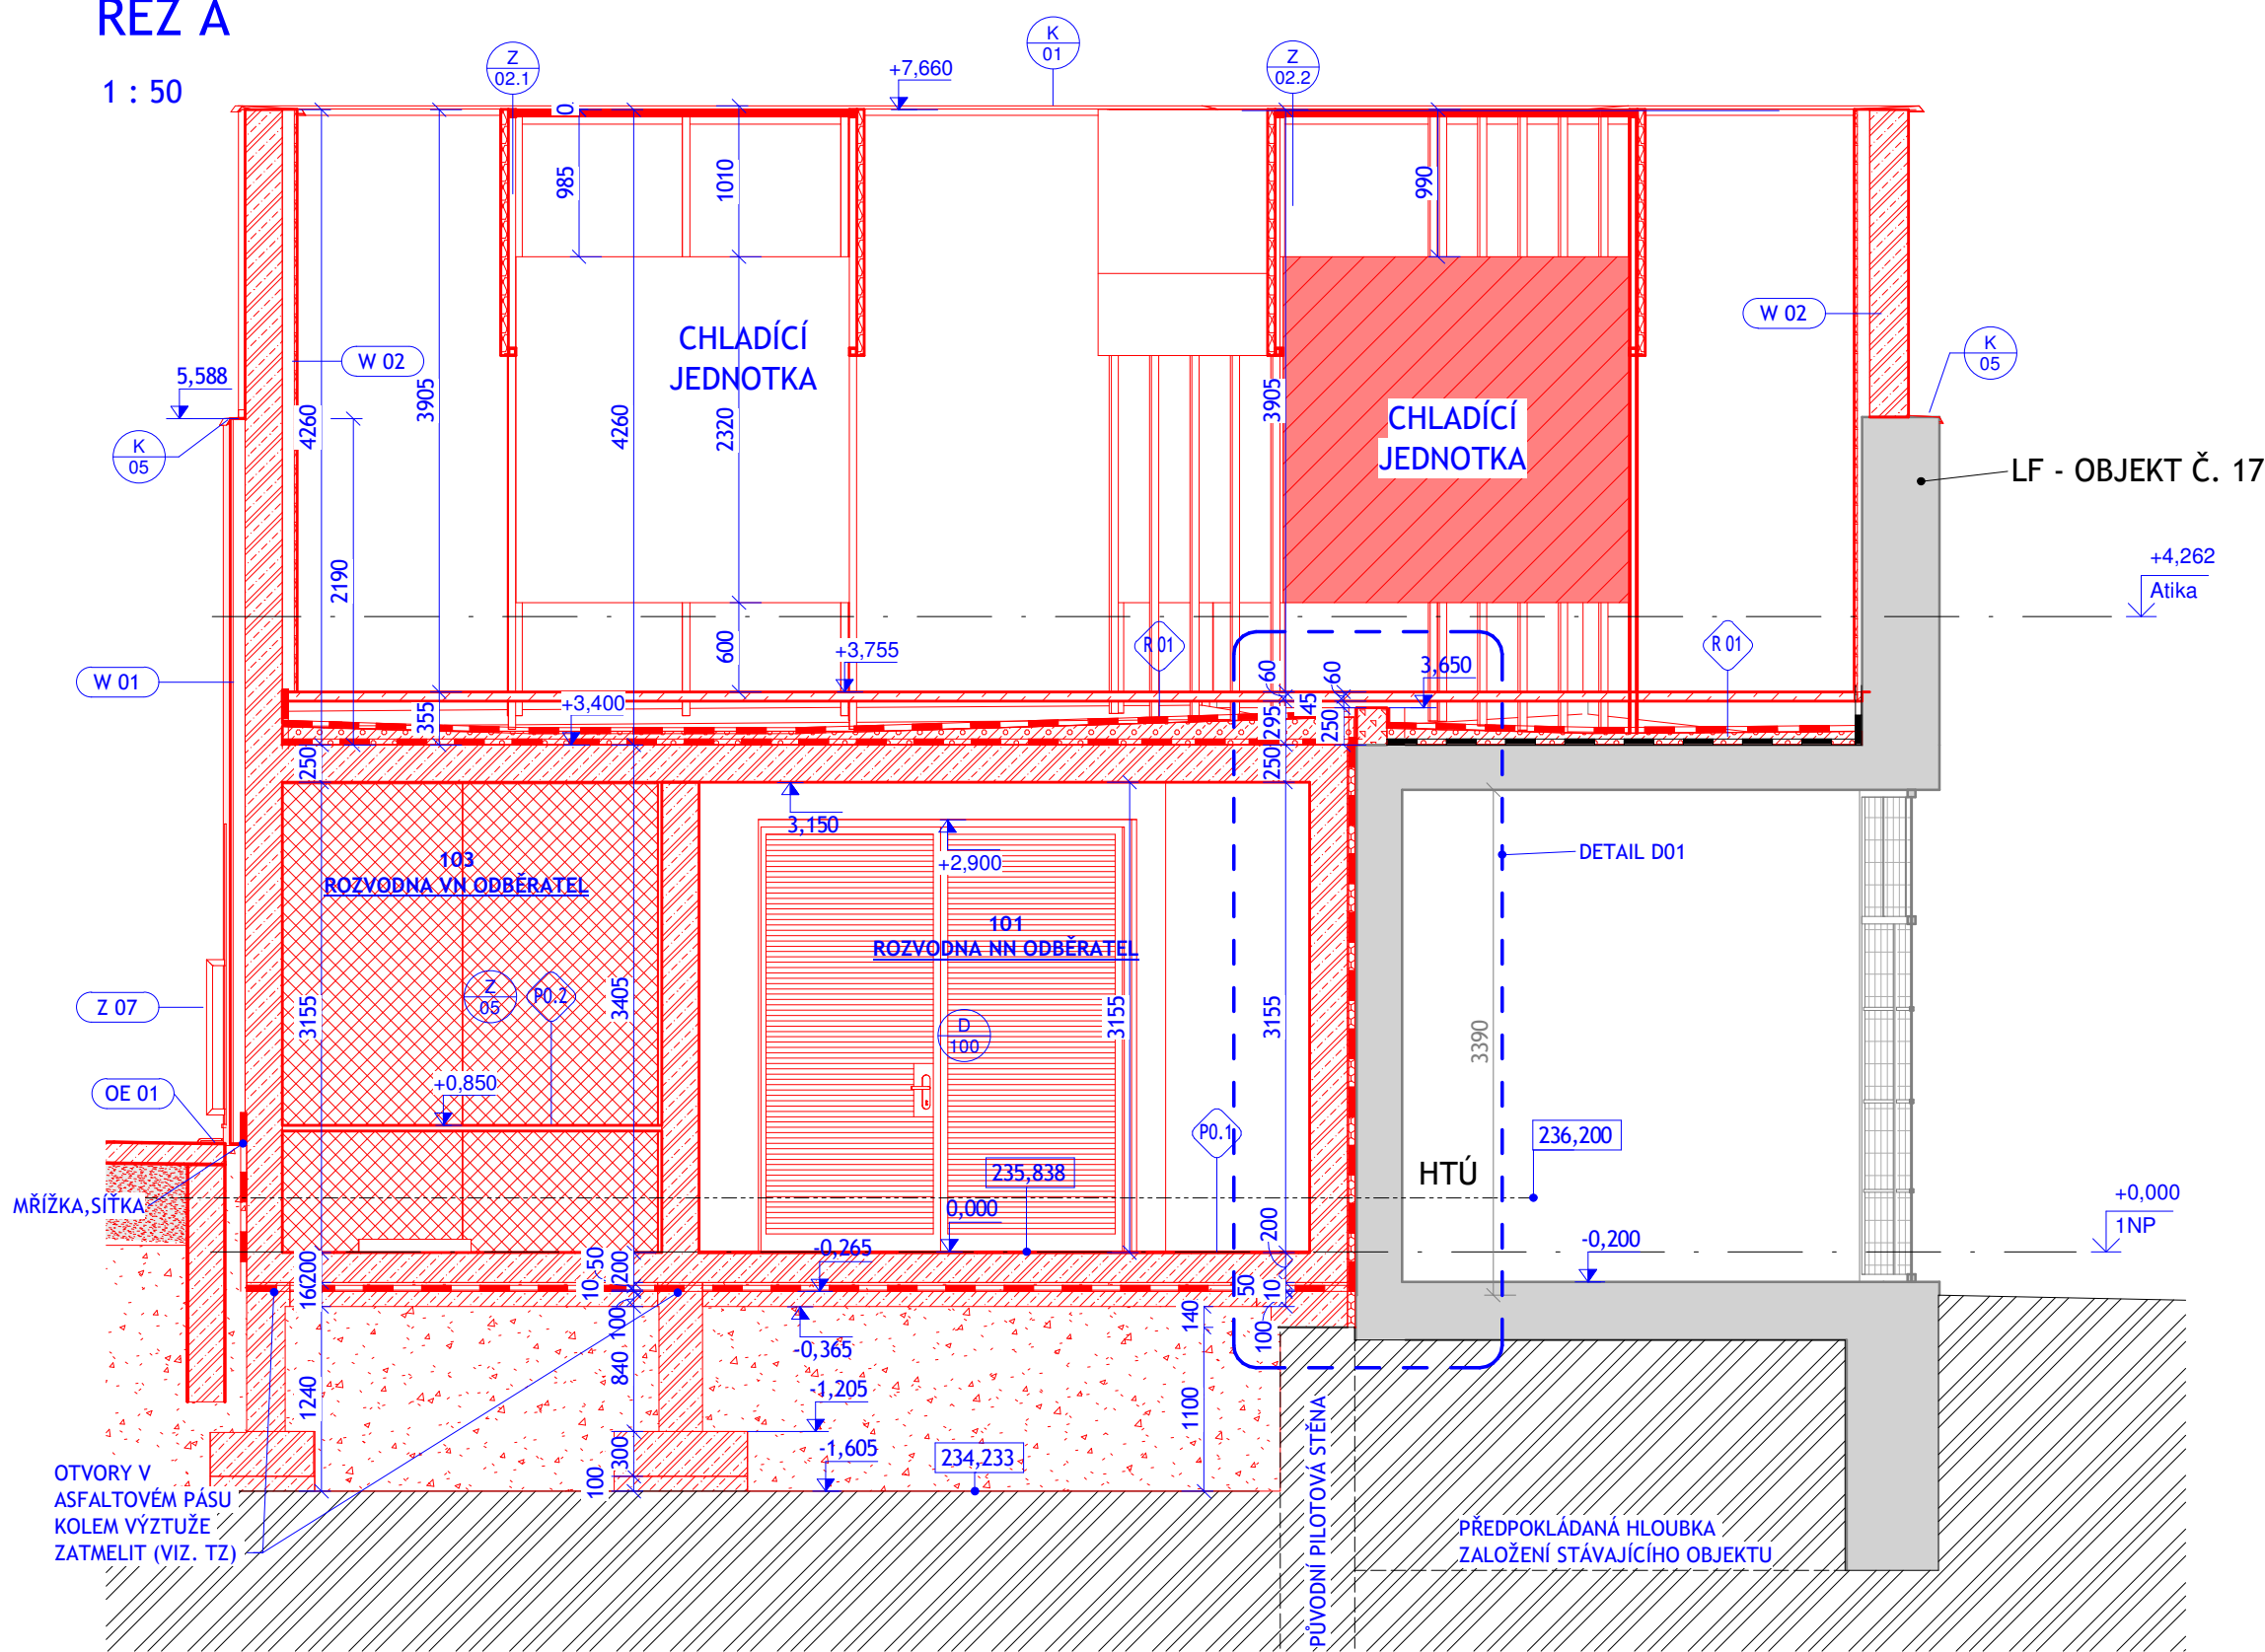 ŘEZ A
1 : 50
Z
02.1
K
01
Z
02.2
+7,660
985
1010
990
W 02
W 02
K
05
K
05
5,588
CHLADÍCÍ
JEDNOTKA
CHLADÍCÍ
JEDNOTKA
4260
3905
4260
2320
3905
2190
LF - OBJEKT Č. 17
+4,262
Atika
W 01
600
+3,755
R 01
R 01
3,650
60
60
45
295
250
355
+3,400
250
250
3,150
+2,900
103
ROZVODNA VN ODBĚRATEL
101
ROZVODNA NN ODBĚRATEL
DETAIL D01
Z
05
P0.2
D
100
Z 07
3155
3405
3155
3155
3390
+0,850
OE 01
P0.1
236,200
HTÚ
235,838
0,000
MŘÍŽKA,SÍŤKA
+0,000
1NP
-0,200
-0,265
200
50
10
200
50
10
200
16
100
140
100
-0,365
840
1240
-1,205
1100
300
-1,605
234,233
100
OTVORY V
ASFALTOVÉM PÁSU
KOLEM VÝZTUŽE
ZATMELIT (VIZ. TZ)
PŮVODNÍ PILOTOVÁ STĚNA
PŘEDPOKLÁDANÁ HLOUBKA
ZALOŽENÍ STÁVAJÍCÍHO OBJEKTU